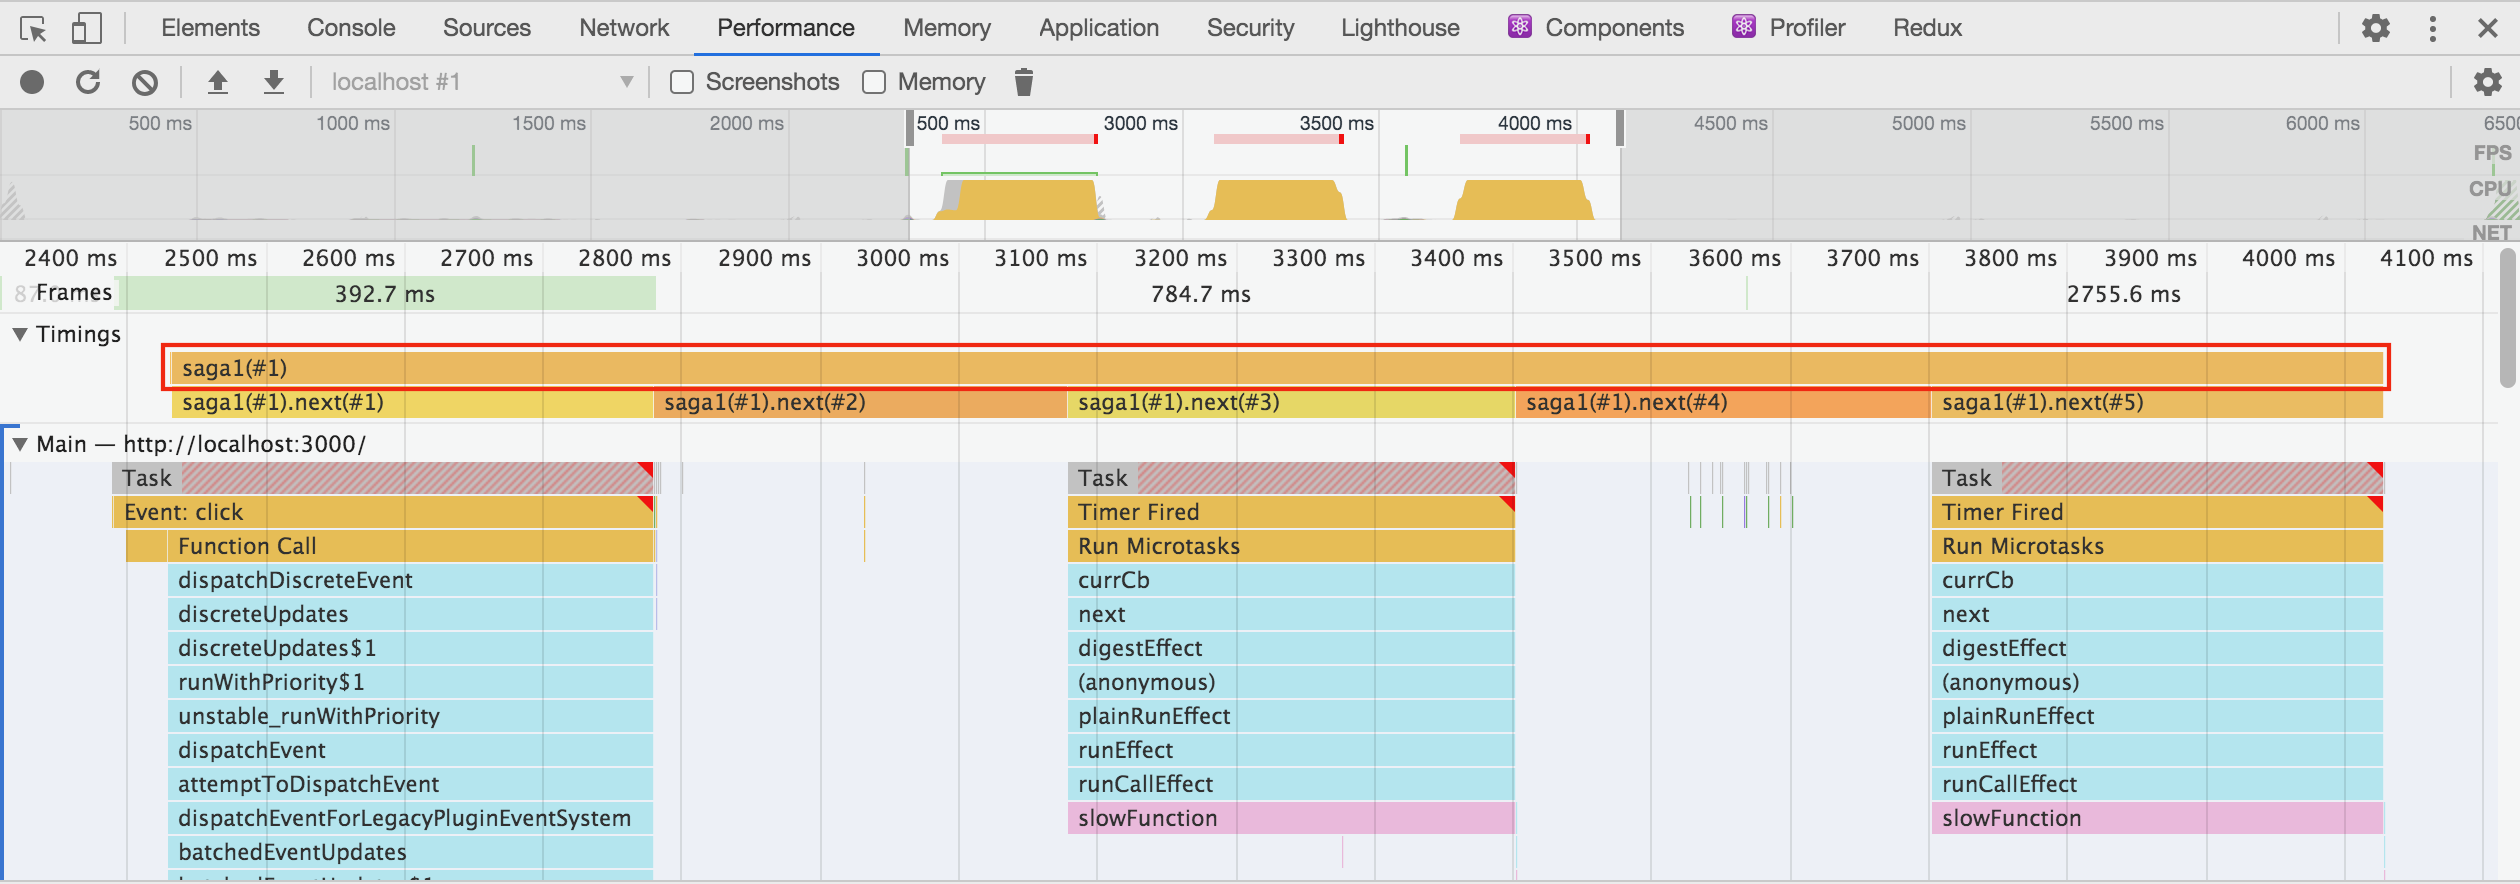 Elements Console Sources Network Performance Memory Application Security Lighthouse Components Profiler Redux
localhost #1 Screenshots Memory
500 ms 1000 ms 1500 ms 2000 ms 500 ms 3000 ms 3500 ms 4000 ms 4500 ms 5000 ms 5500 ms 6000 ms 6500
FPS
CPU
NET
2400 ms 2500 ms 2600 ms 2700 ms 2800 ms 2900 ms 3000 ms 3100 ms 3200 ms 3300 ms 3400 ms 3500 ms 3600 ms 3700 ms 3800 ms 3900 ms 4000 ms 4100 ms
Frames 392.7 ms 784.7 ms 2755.6 ms
Timings
saga1(#1)
saga1(#1).next(#1) saga1(#1).next(#2) saga1(#1).next(#3) saga1(#1).next(#4) saga1(#1).next(#5)
Main — http://localhost:3000/
Task Task Task
Event: click Timer Fired Timer Fired
Function Call Run Microtasks Run Microtasks
dispatchDiscreteEvent currCb currCb
discreteUpdates next next
discreteUpdates$1 digestEffect digestEffect
runWithPriority$1 (anonymous) (anonymous)
unstable_runWithPriority plainRunEffect plainRunEffect
dispatchEvent runEffect runEffect
attemptToDispatchEvent runCallEffect runCallEffect
dispatchEventForLegacyPluginEventSystem slowFunction slowFunction
batchedEventUpdates